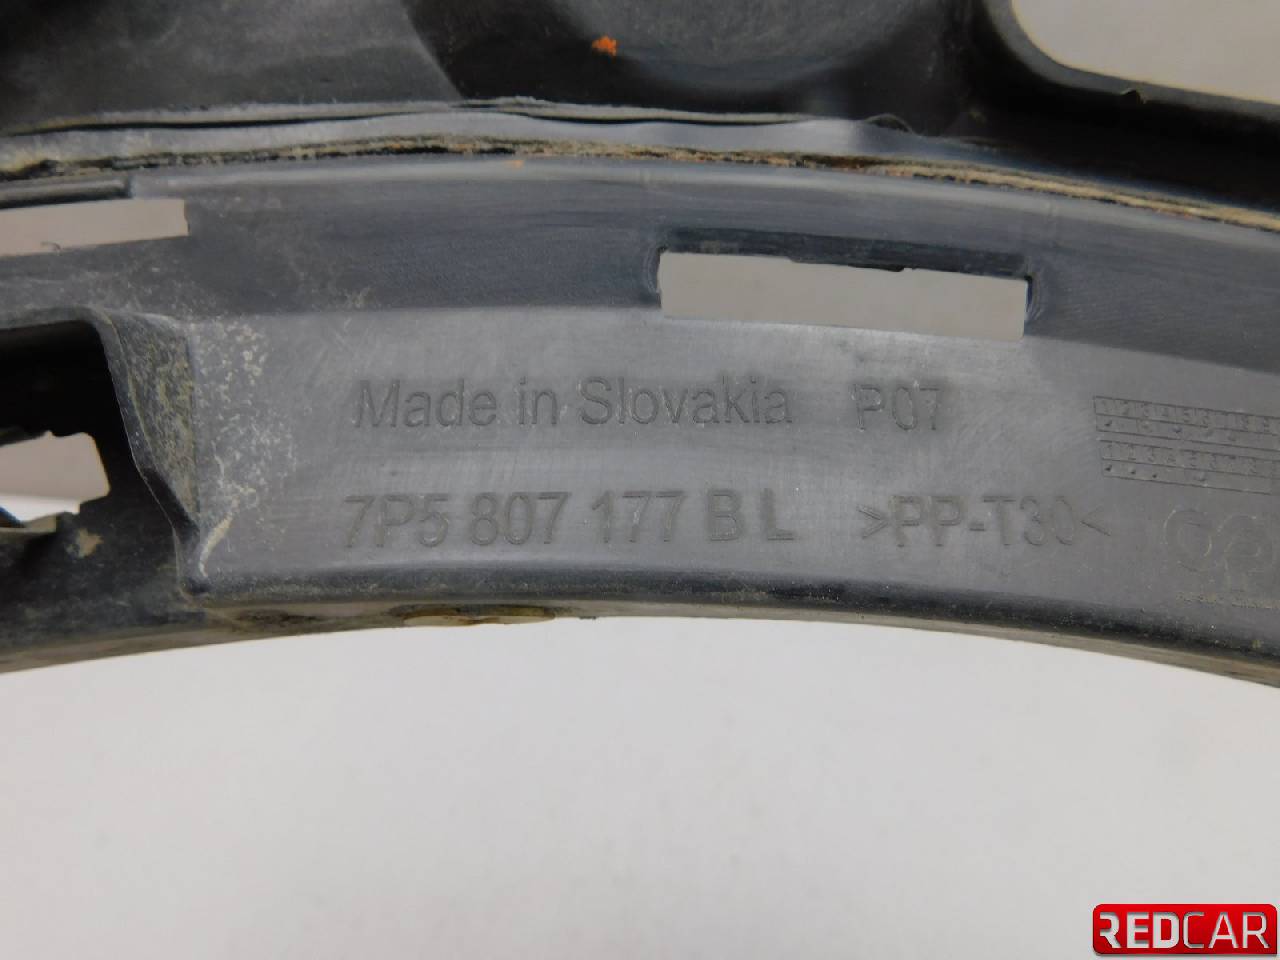 Made in Slovakia P07
7P5 807 177 B L >PP-T30<
REDCAR